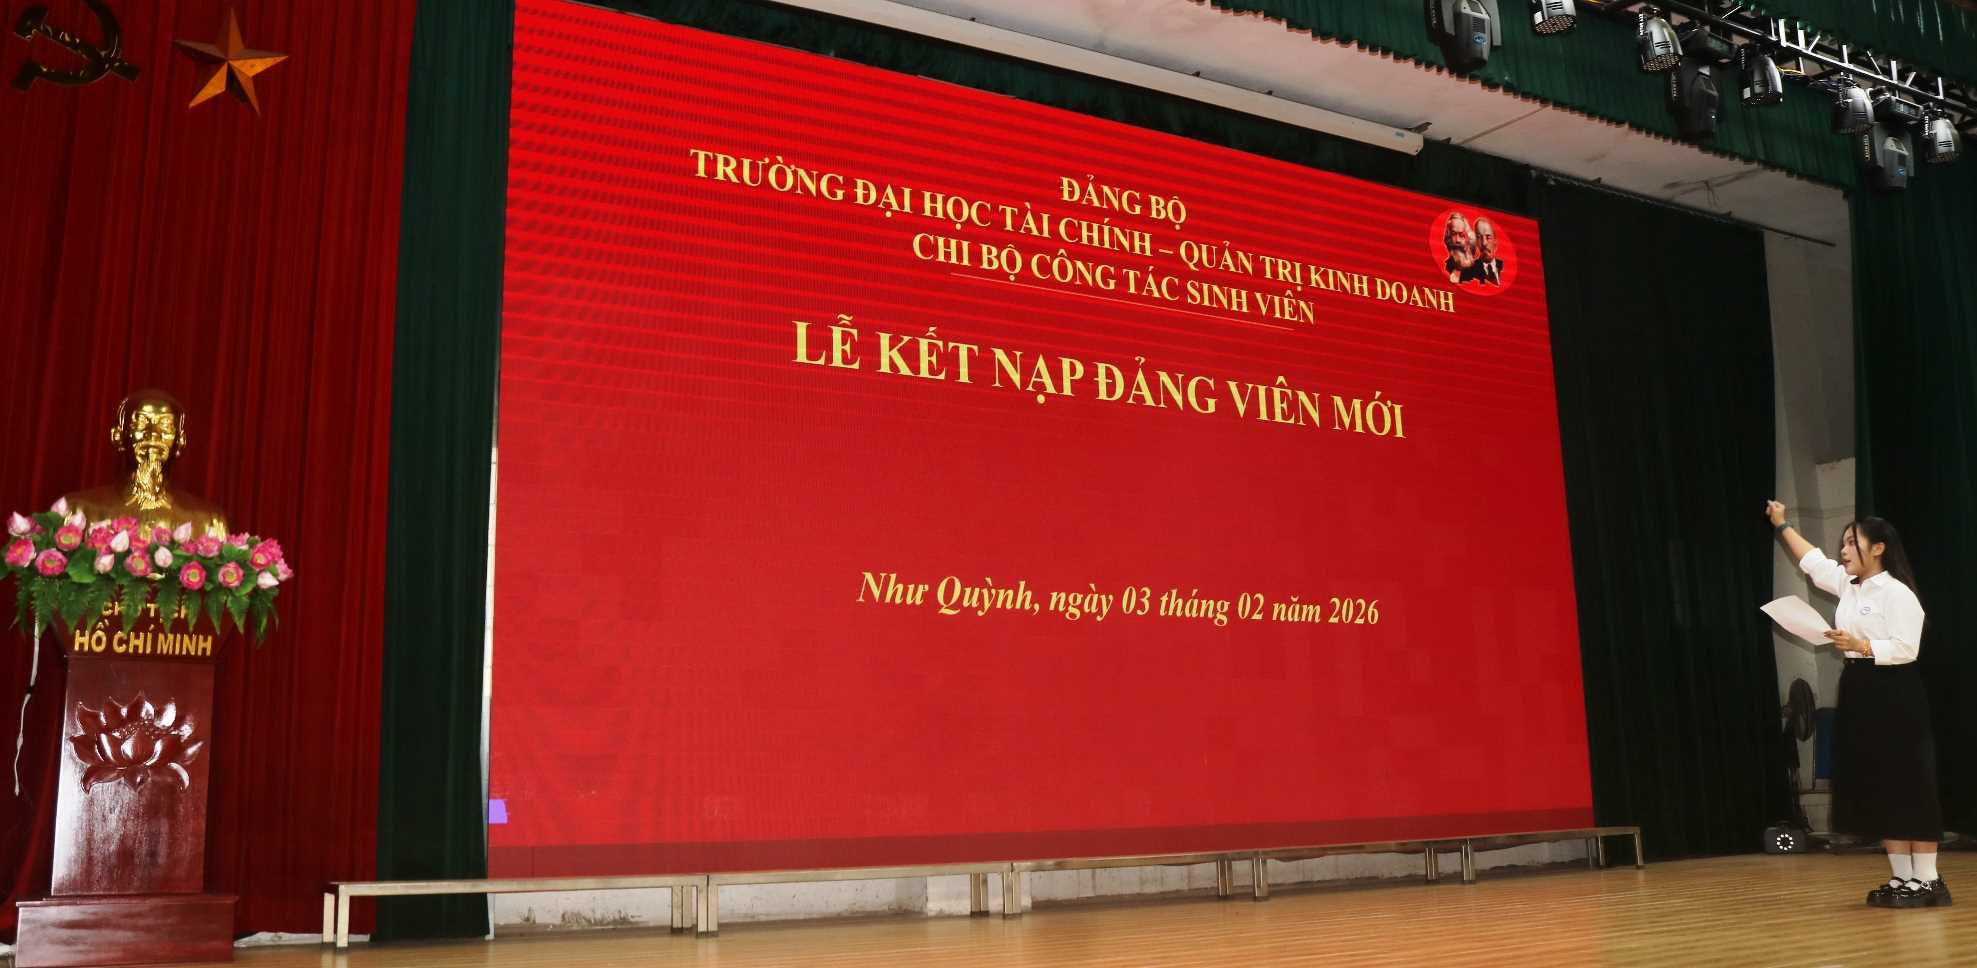 ĐẢNG BỘ
TRƯỜNG ĐẠI HỌC TÀI CHÍNH – QUẢN TRỊ KINH DOANH
CHI BỘ CÔNG TÁC SINH VIÊN
LỄ KẾT NẠP ĐẢNG VIÊN MỚI
Như Quỳnh, ngày 03 tháng 02 năm 2026
HỒ CHÍ MINH